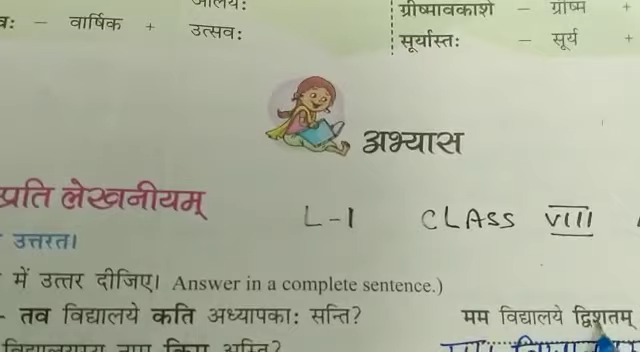 ग्रीष्मावकाशे – ग्रीष्म +
– वार्षिक + उत्सव:
सूर्यास्त: – सूर्य +
अभ्यास
प्रति लेखनीयम्
L-1 CLASS VIII
उत्तरत।
में उत्तर दीजिए। Answer in a complete sentence.)
- तव विद्यालये कति अध्यापका: सन्ति?
मम विद्यालये द्विशतम्